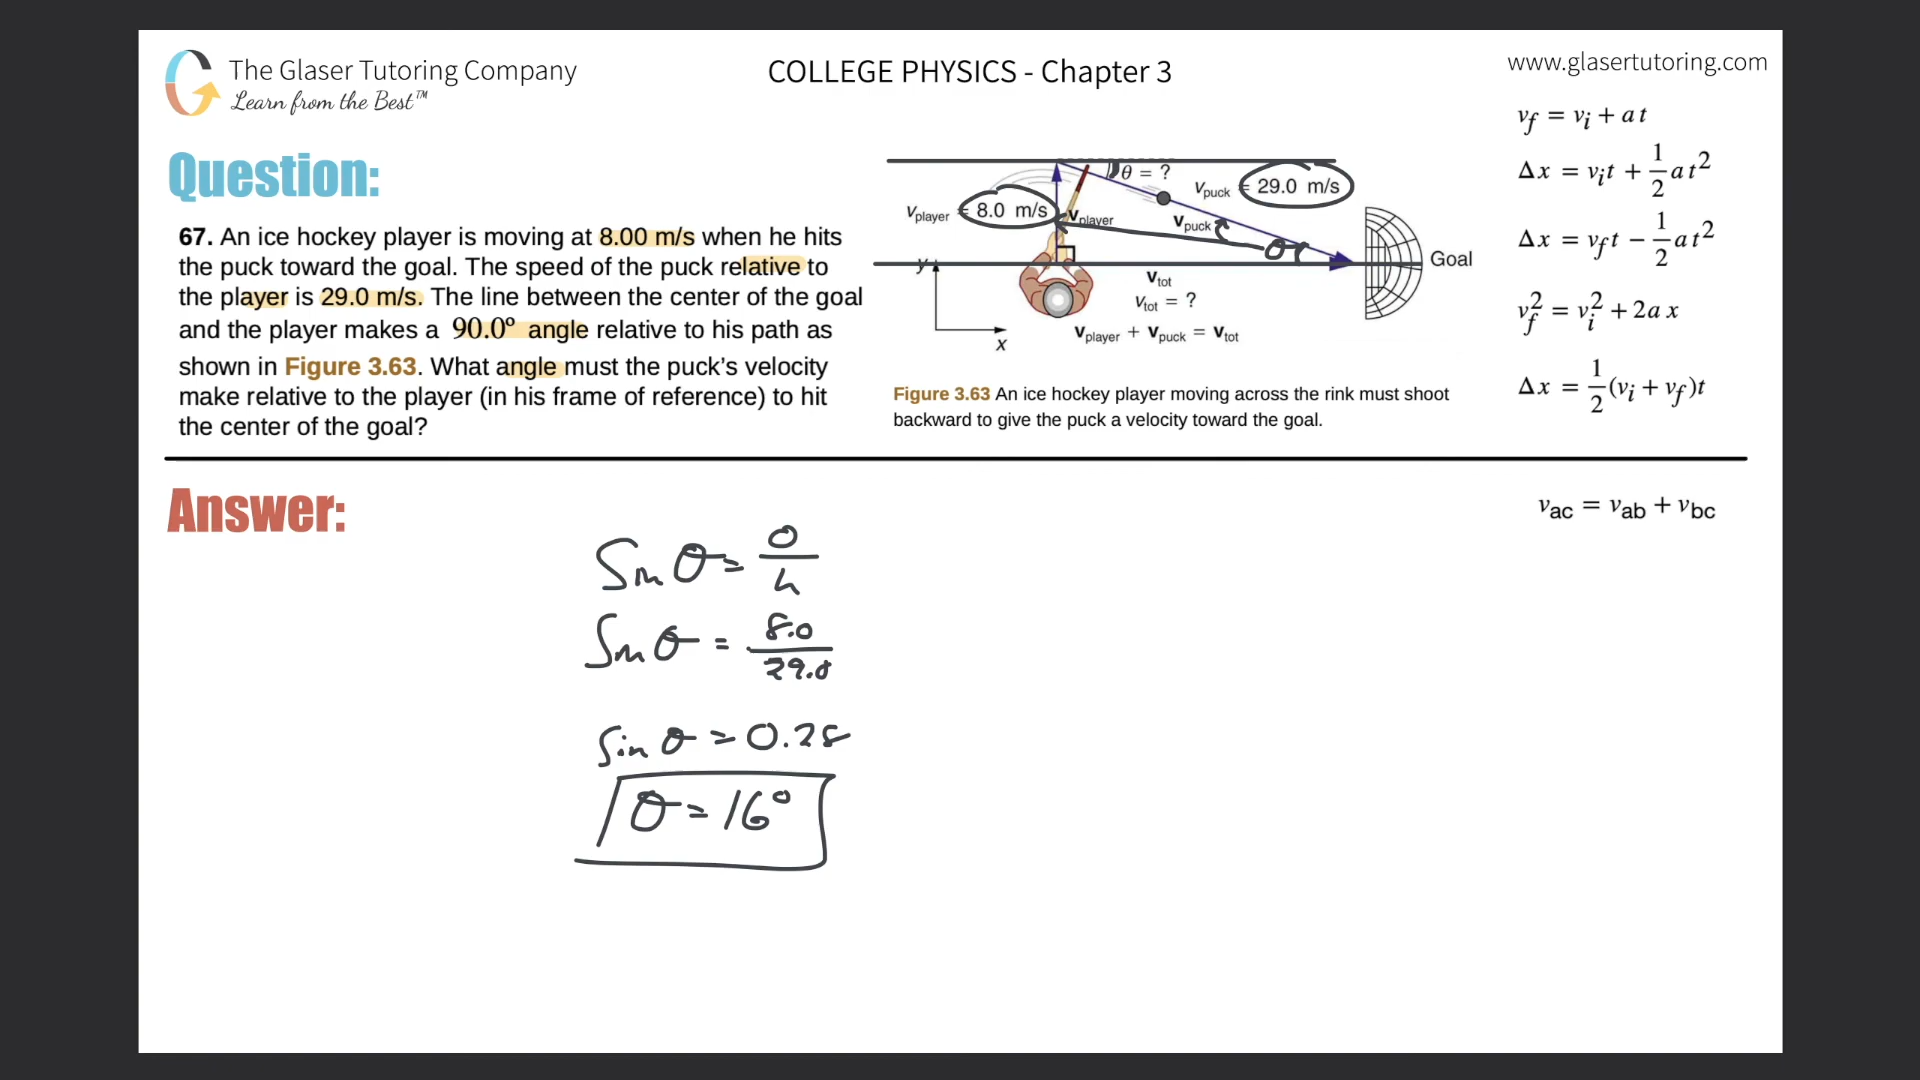 The Glaser Tutoring Company
Learn from the Best™
COLLEGE PHYSICS - Chapter 3
www.glasertutoring.com
Question:
67. An ice hockey player is moving at 8.00 m/s when he hits
the puck toward the goal. The speed of the puck relative to
the player is 29.0 m/s. The line between the center of the goal
and the player makes a 90.0º angle relative to his path as
shown in Figure 3.63. What angle must the puck's velocity
make relative to the player (in his frame of reference) to hit
the center of the goal?
θ = ?
v_puck = 29.0 m/s
v_player = 8.0 m/s
v_player
v_puck
θ
Goal
y
x
v_tot
v_tot = ?
v_player + v_puck = v_tot
Figure 3.63 An ice hockey player moving across the rink must shoot
backward to give the puck a velocity toward the goal.
v_f = v_i + a t
Δx = v_i t + 1/2 a t²
Δx = v_f t − 1/2 a t²
v_f² = v_i² + 2a x
Δx = 1/2 (v_i + v_f)t
Answer:
v_ac = v_ab + v_bc
Sin θ = o/h
Sin θ = 8.0/29.0
Sin θ = 0.28
θ = 16°